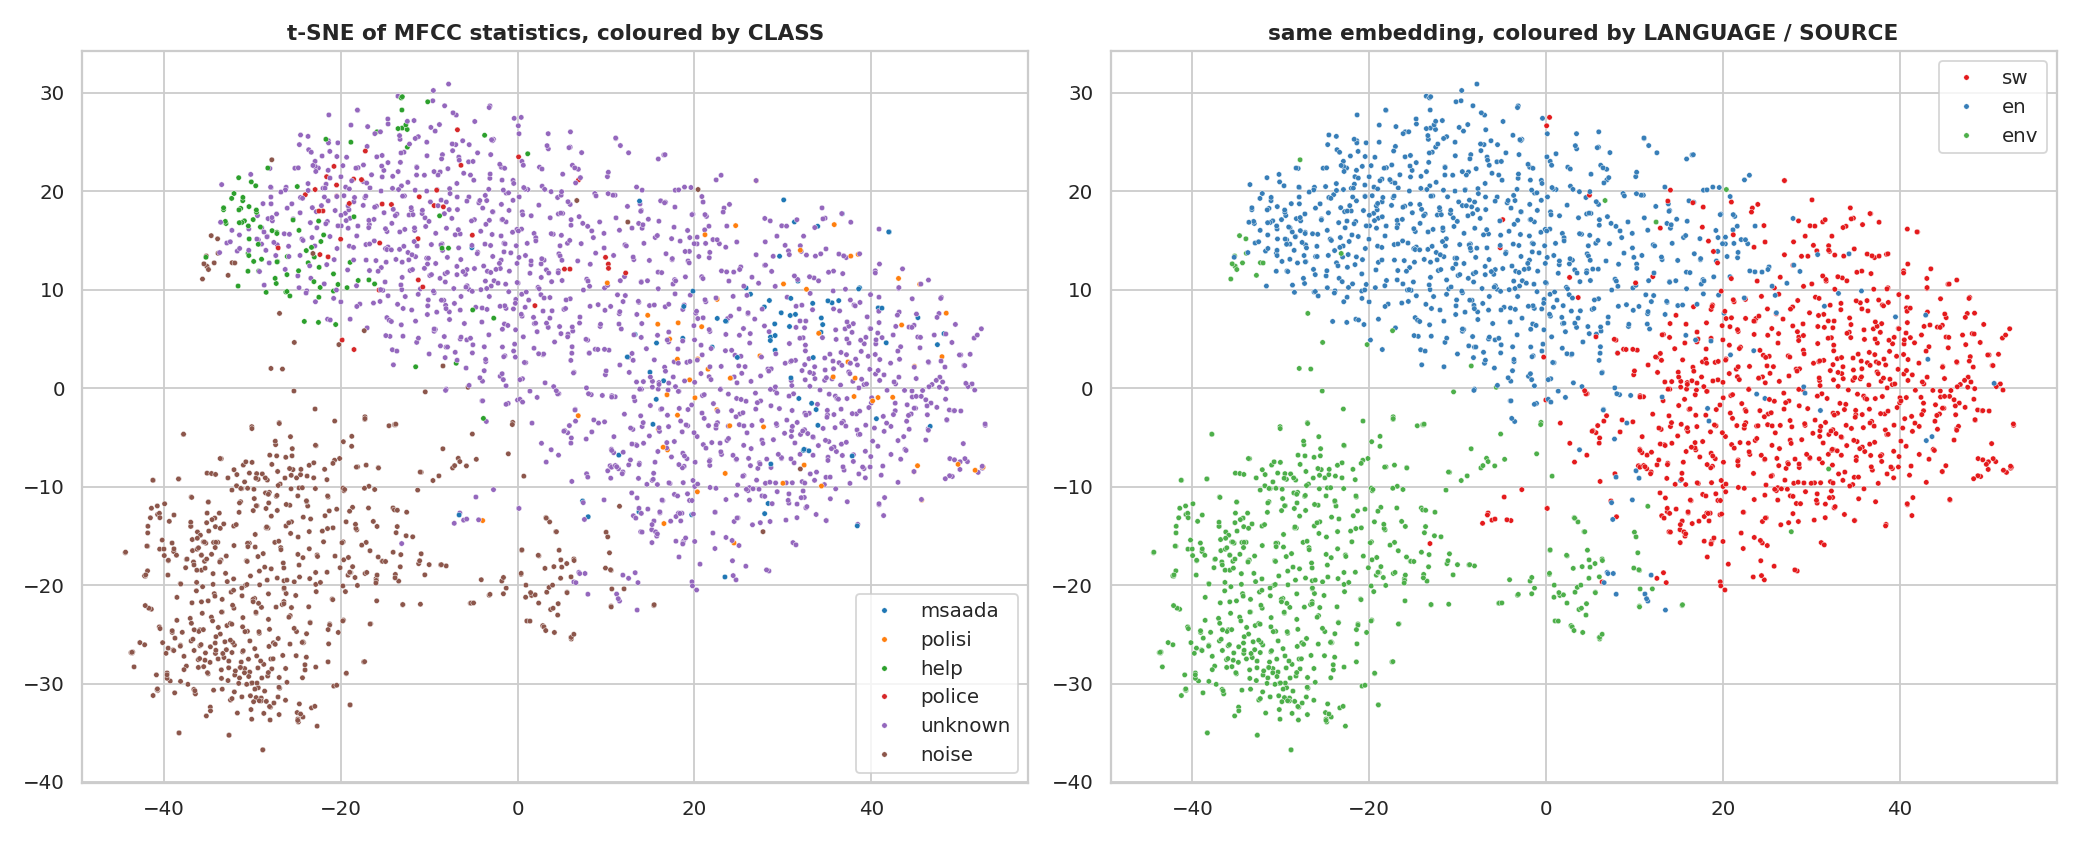 t-SNE of MFCC statistics, coloured by CLASS
30
20
10
0
−10
−20
−30
−40
−40
−20
0
20
40
msaada
polisi
help
police
unknown
noise
same embedding, coloured by LANGUAGE / SOURCE
30
20
10
0
−10
−20
−30
−40
−40
−20
0
20
40
sw
en
env